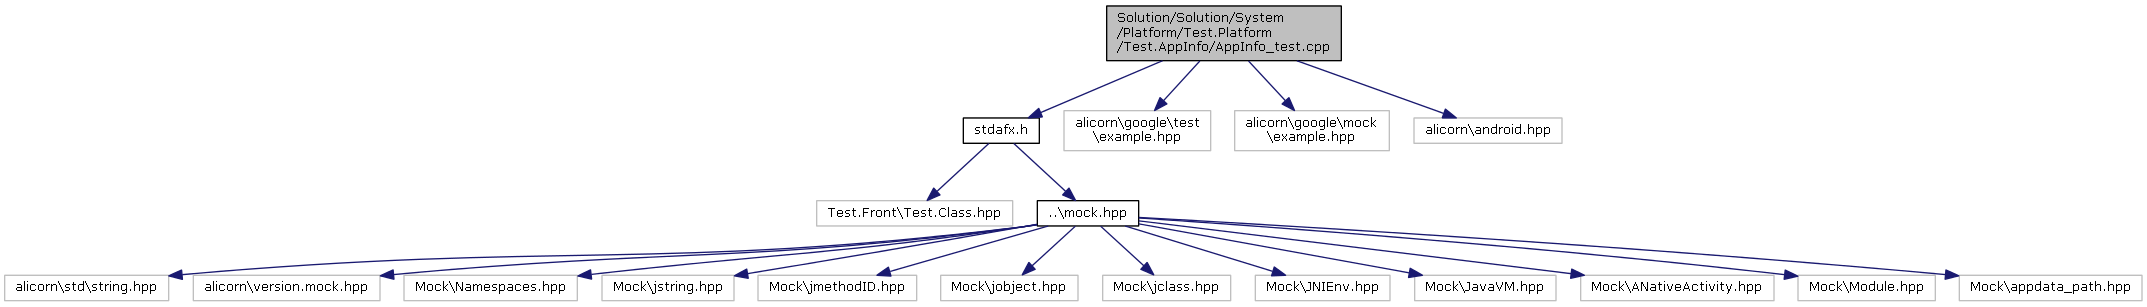 Solution/Solution/System
/Platform/Test.Platform
/Test.AppInfo/AppInfo_test.cpp
stdafx.h
alicorn\google\test
\example.hpp
alicorn\google\mock
\example.hpp
alicorn\android.hpp
Test.Front\Test.Class.hpp
..\mock.hpp
alicorn\std\string.hpp
alicorn\version.mock.hpp
Mock\Namespaces.hpp
Mock\jstring.hpp
Mock\jmethodID.hpp
Mock\jobject.hpp
Mock\jclass.hpp
Mock\JNIEnv.hpp
Mock\JavaVM.hpp
Mock\ANativeActivity.hpp
Mock\Module.hpp
Mock\appdata_path.hpp